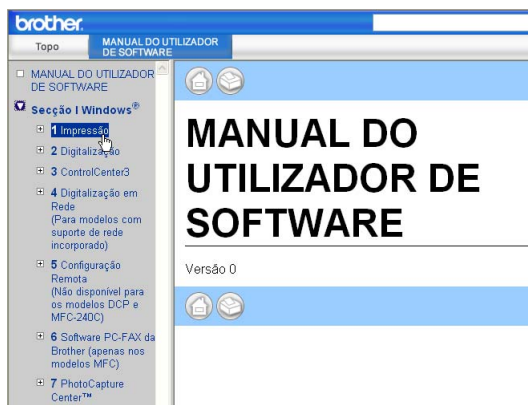 brother.
Topo
MANUAL DO UTILIZADOR
DE SOFTWARE
MANUAL DO UTILIZADOR
DE SOFTWARE
Secção I Windows®
1 Impressão
2 Digitalização
3 ControlCenter3
4 Digitalização em
Rede
(Para modelos com
suporte de rede
incorporado)
5 Configuração
Remota
(Não disponível para
os modelos DCP e
MFC-240C)
6 Software PC-FAX da
Brother (apenas nos
modelos MFC)
7 PhotoCapture
Center™
MANUAL DO
UTILIZADOR DE
SOFTWARE
Versão 0